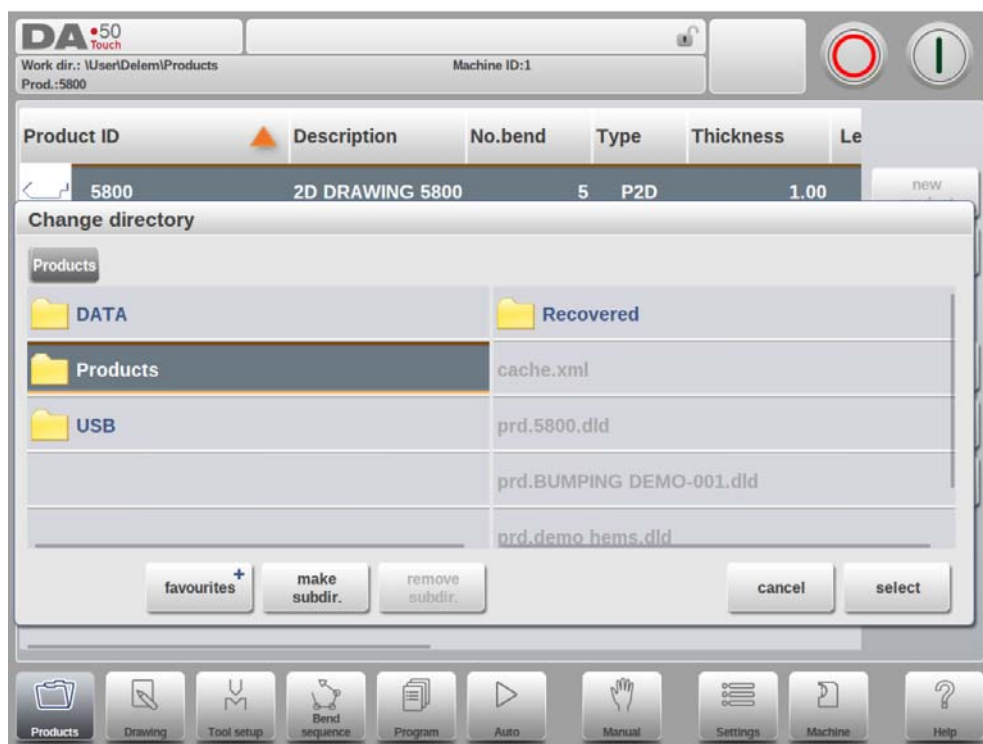 DA•50
Touch
Work dir.: \User\Delem\Products
Machine ID:1
Prod.:5800
Product ID
Description
No.bend
Type
Thickness
Le
5800
2D DRAWING 5800
5
P2D
1.00
new
Change directory
Products
DATA
Recovered
Products
cache.xml
USB
prd.5800.dld
prd.BUMPING DEMO-001.dld
prd.demo hems.dld
favourites+
make
subdir.
remove
subdir.
cancel
select
Products
Drawing
Tool setup
Bend
sequence
Program
Auto
Manual
Settings
Machine
Help